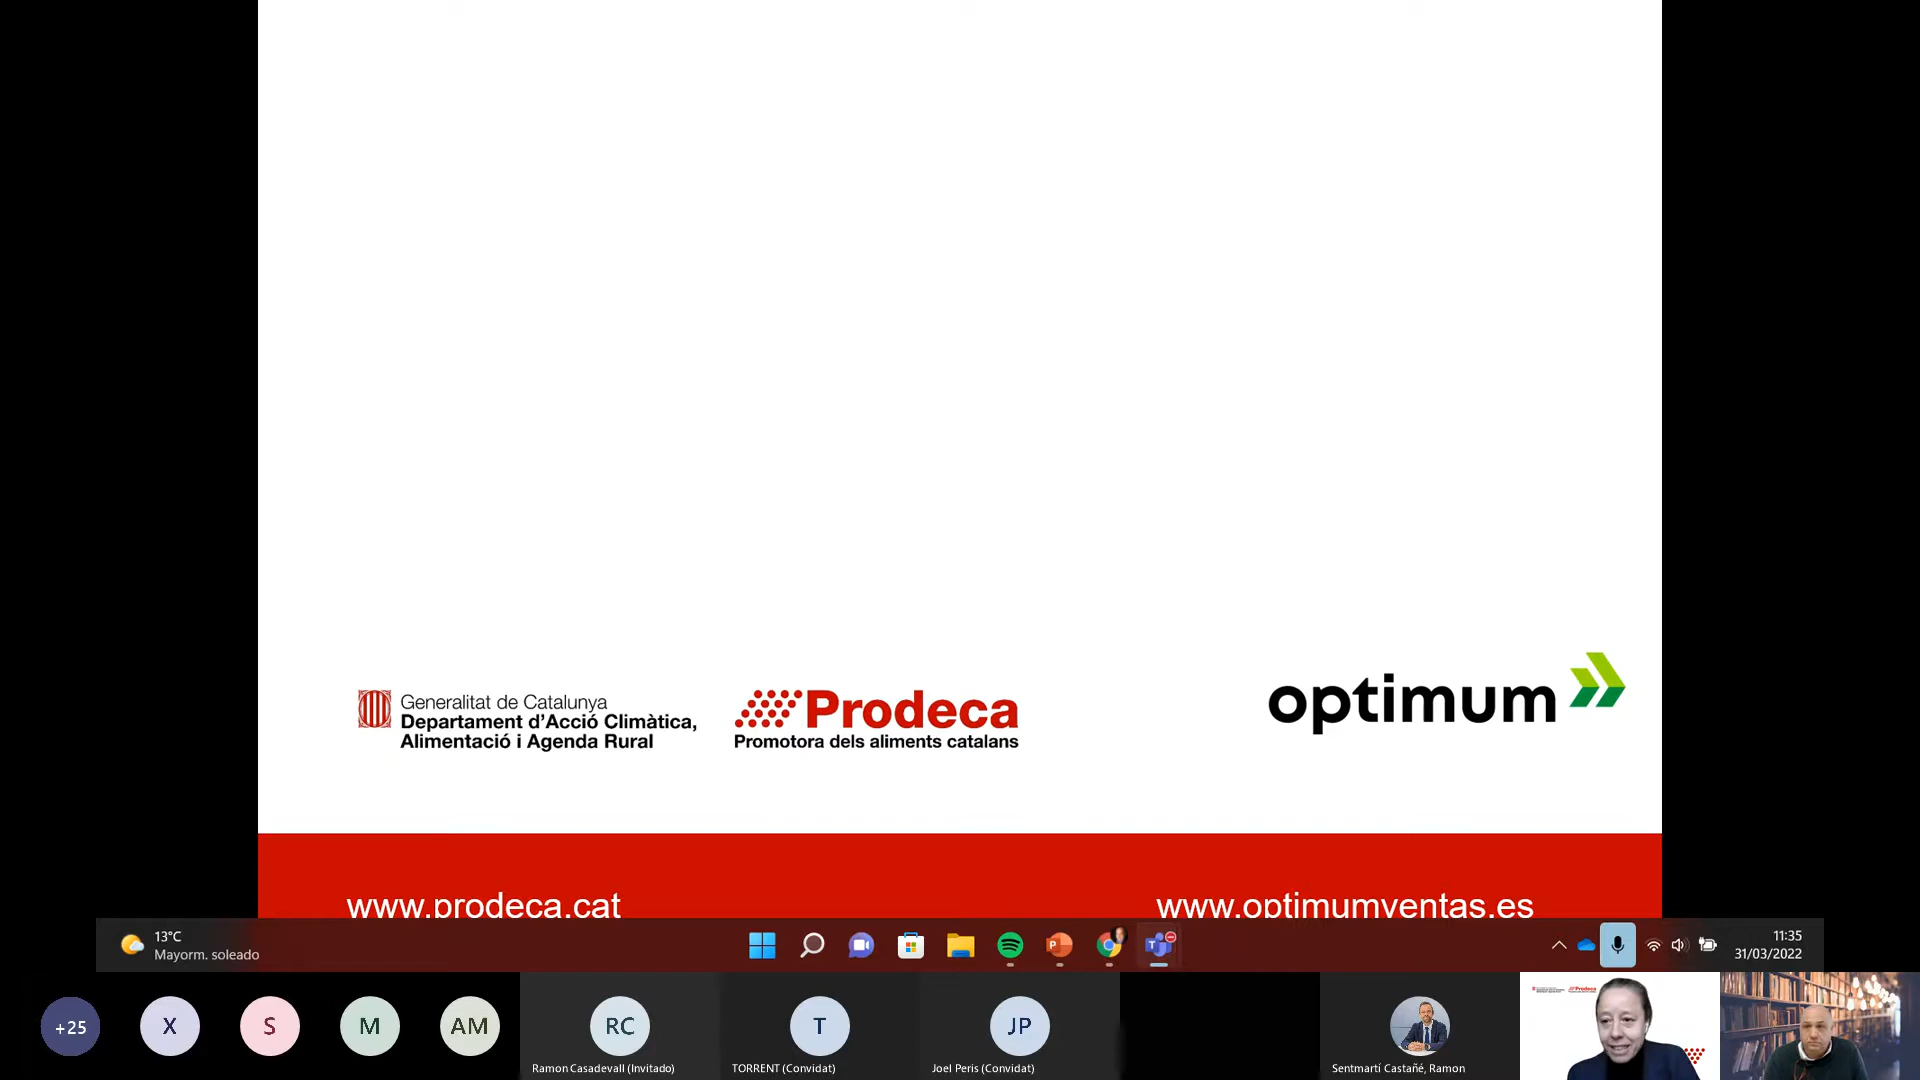 Generalitat de Catalunya
Departament d'Acció Climàtica,
Alimentació i Agenda Rural
Prodeca
Promotora dels aliments catalans
optimum
www.prodeca.cat
www.optimumventas.es
13°C
Mayorm. soleado
11:35
31/03/2022
+25
X
S
M
AM
RC
T
JP
Ramon Casadevall (Invitado)
TORRENT (Convidat)
Joel Peris (Convidat)
Sentmartí Castañé, Ramon
Prodeca